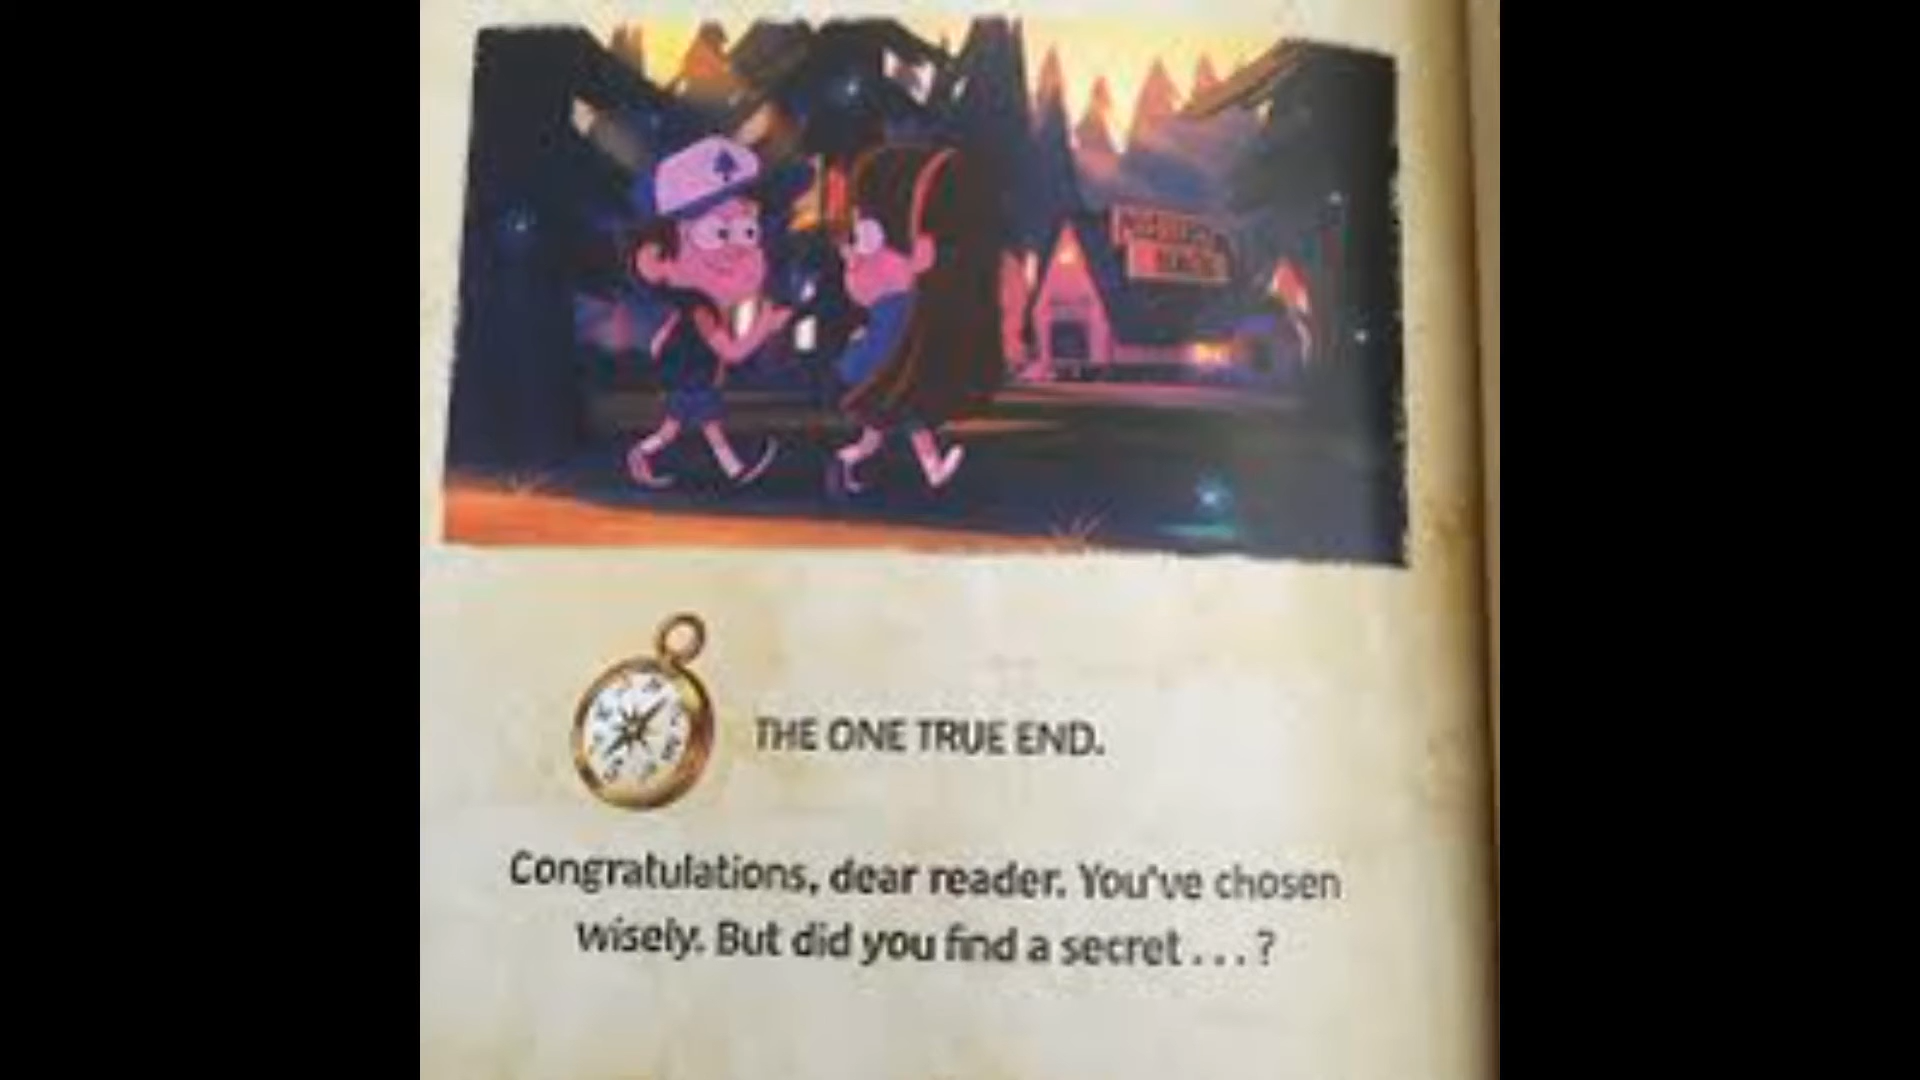 THE ONE TRUE END.
Congratulations, dear reader. You've chosen
wisely. But did you find a secret...?